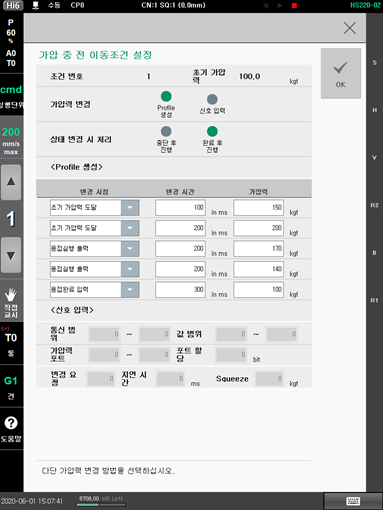 Hi6 수동 CP0 CN:1 SQ:1 (0,0mm) HS220-02
P
60
%
A0
T0
cmd
실행단위
200
mm/s
max
1
작전
교시
T0
툴
G1
건
도움말
가압 중 전 이동조건 설정
OK
조건 번호 1 초기 가압력 100,0 kgf
가압력 변경 Profile 생성 신호 입력
상태 변경 시 처리 중단 후 진행 완료 후 진행
<Profile 생성>
변경 시점 변경 시간 가압력
초기 가압력 도달 100 in ms 150 kgf
초기 가압력 도달 200 in ms 200 kgf
용접실행 출력 200 in ms 170 kgf
용접실행 출력 200 in ms 140 kgf
용접완료 입력 300 in ms 100 kgf
<신호 입력>
통신 범위 0 ~ 0 값 범위 0 ~ 0
가압력 포트 0 ~ 0 포트 할당 0 bit
변경 요청 0 지연 시간 0 ms Squeeze 0 kgf
S
H
V
R2
B
R1
다단 가압력 변경 방법을 선택하십시오.
2020-06-01 15:07:41 8708,00 HB Left